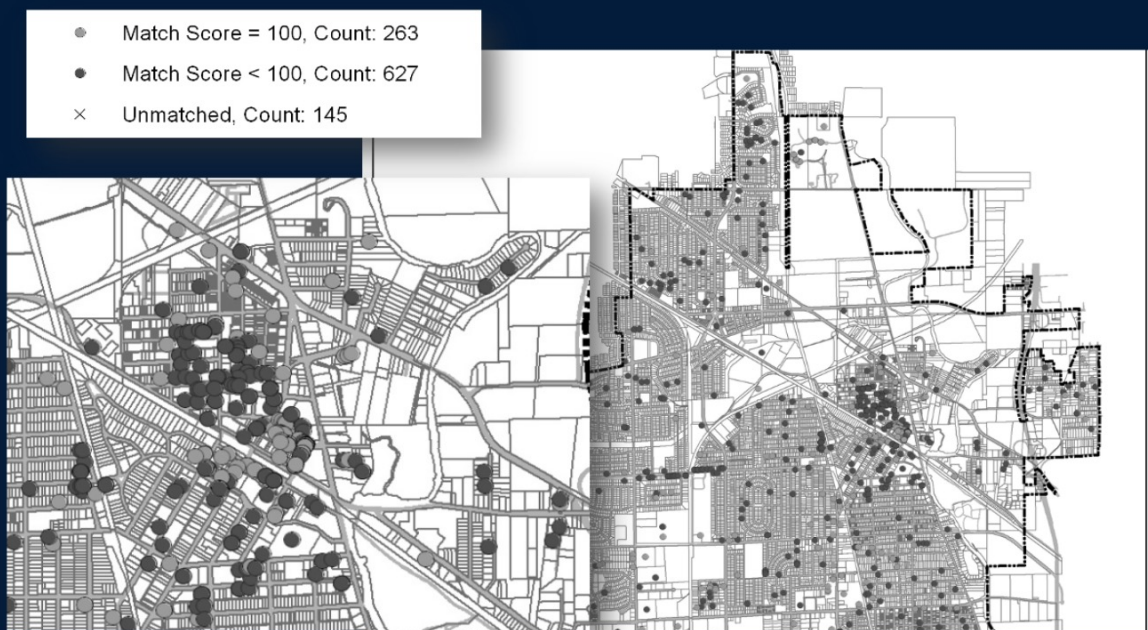 Match Score = 100, Count: 263
Match Score < 100, Count: 627
Unmatched, Count: 145